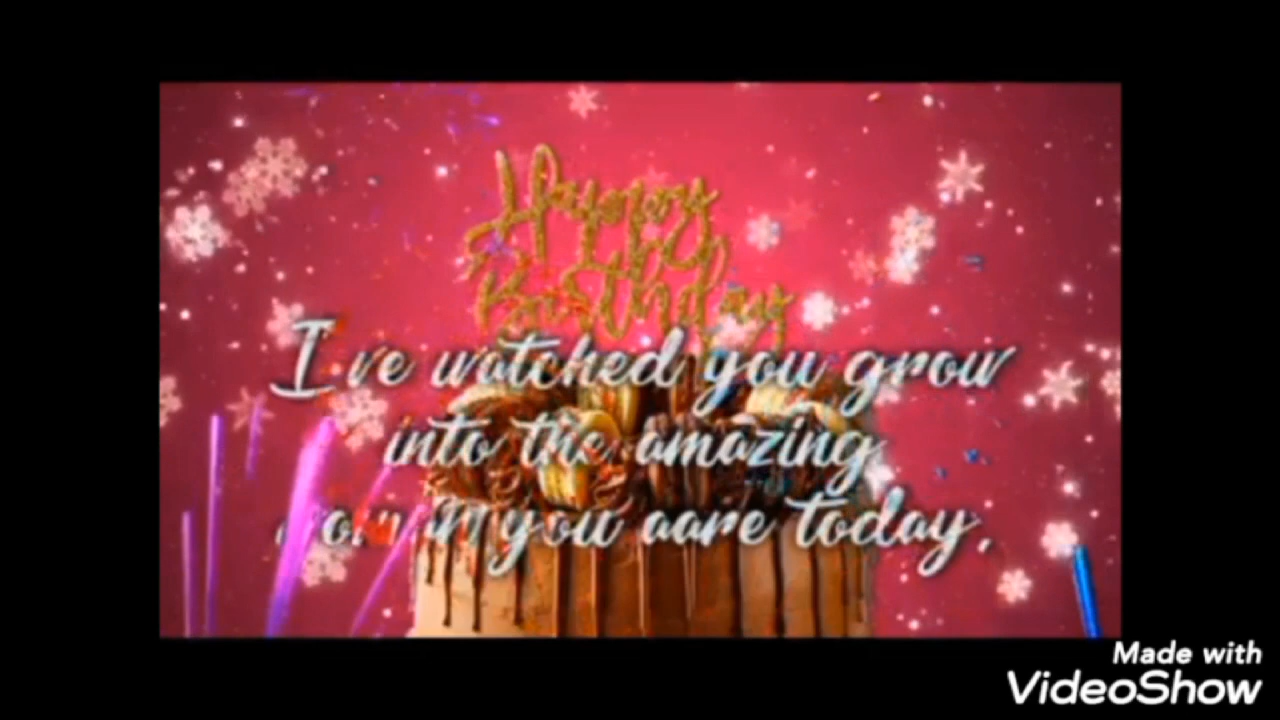 Happy
Birthday
I've watched you grow
into the amazing
you aare today.
Made with
VideoShow